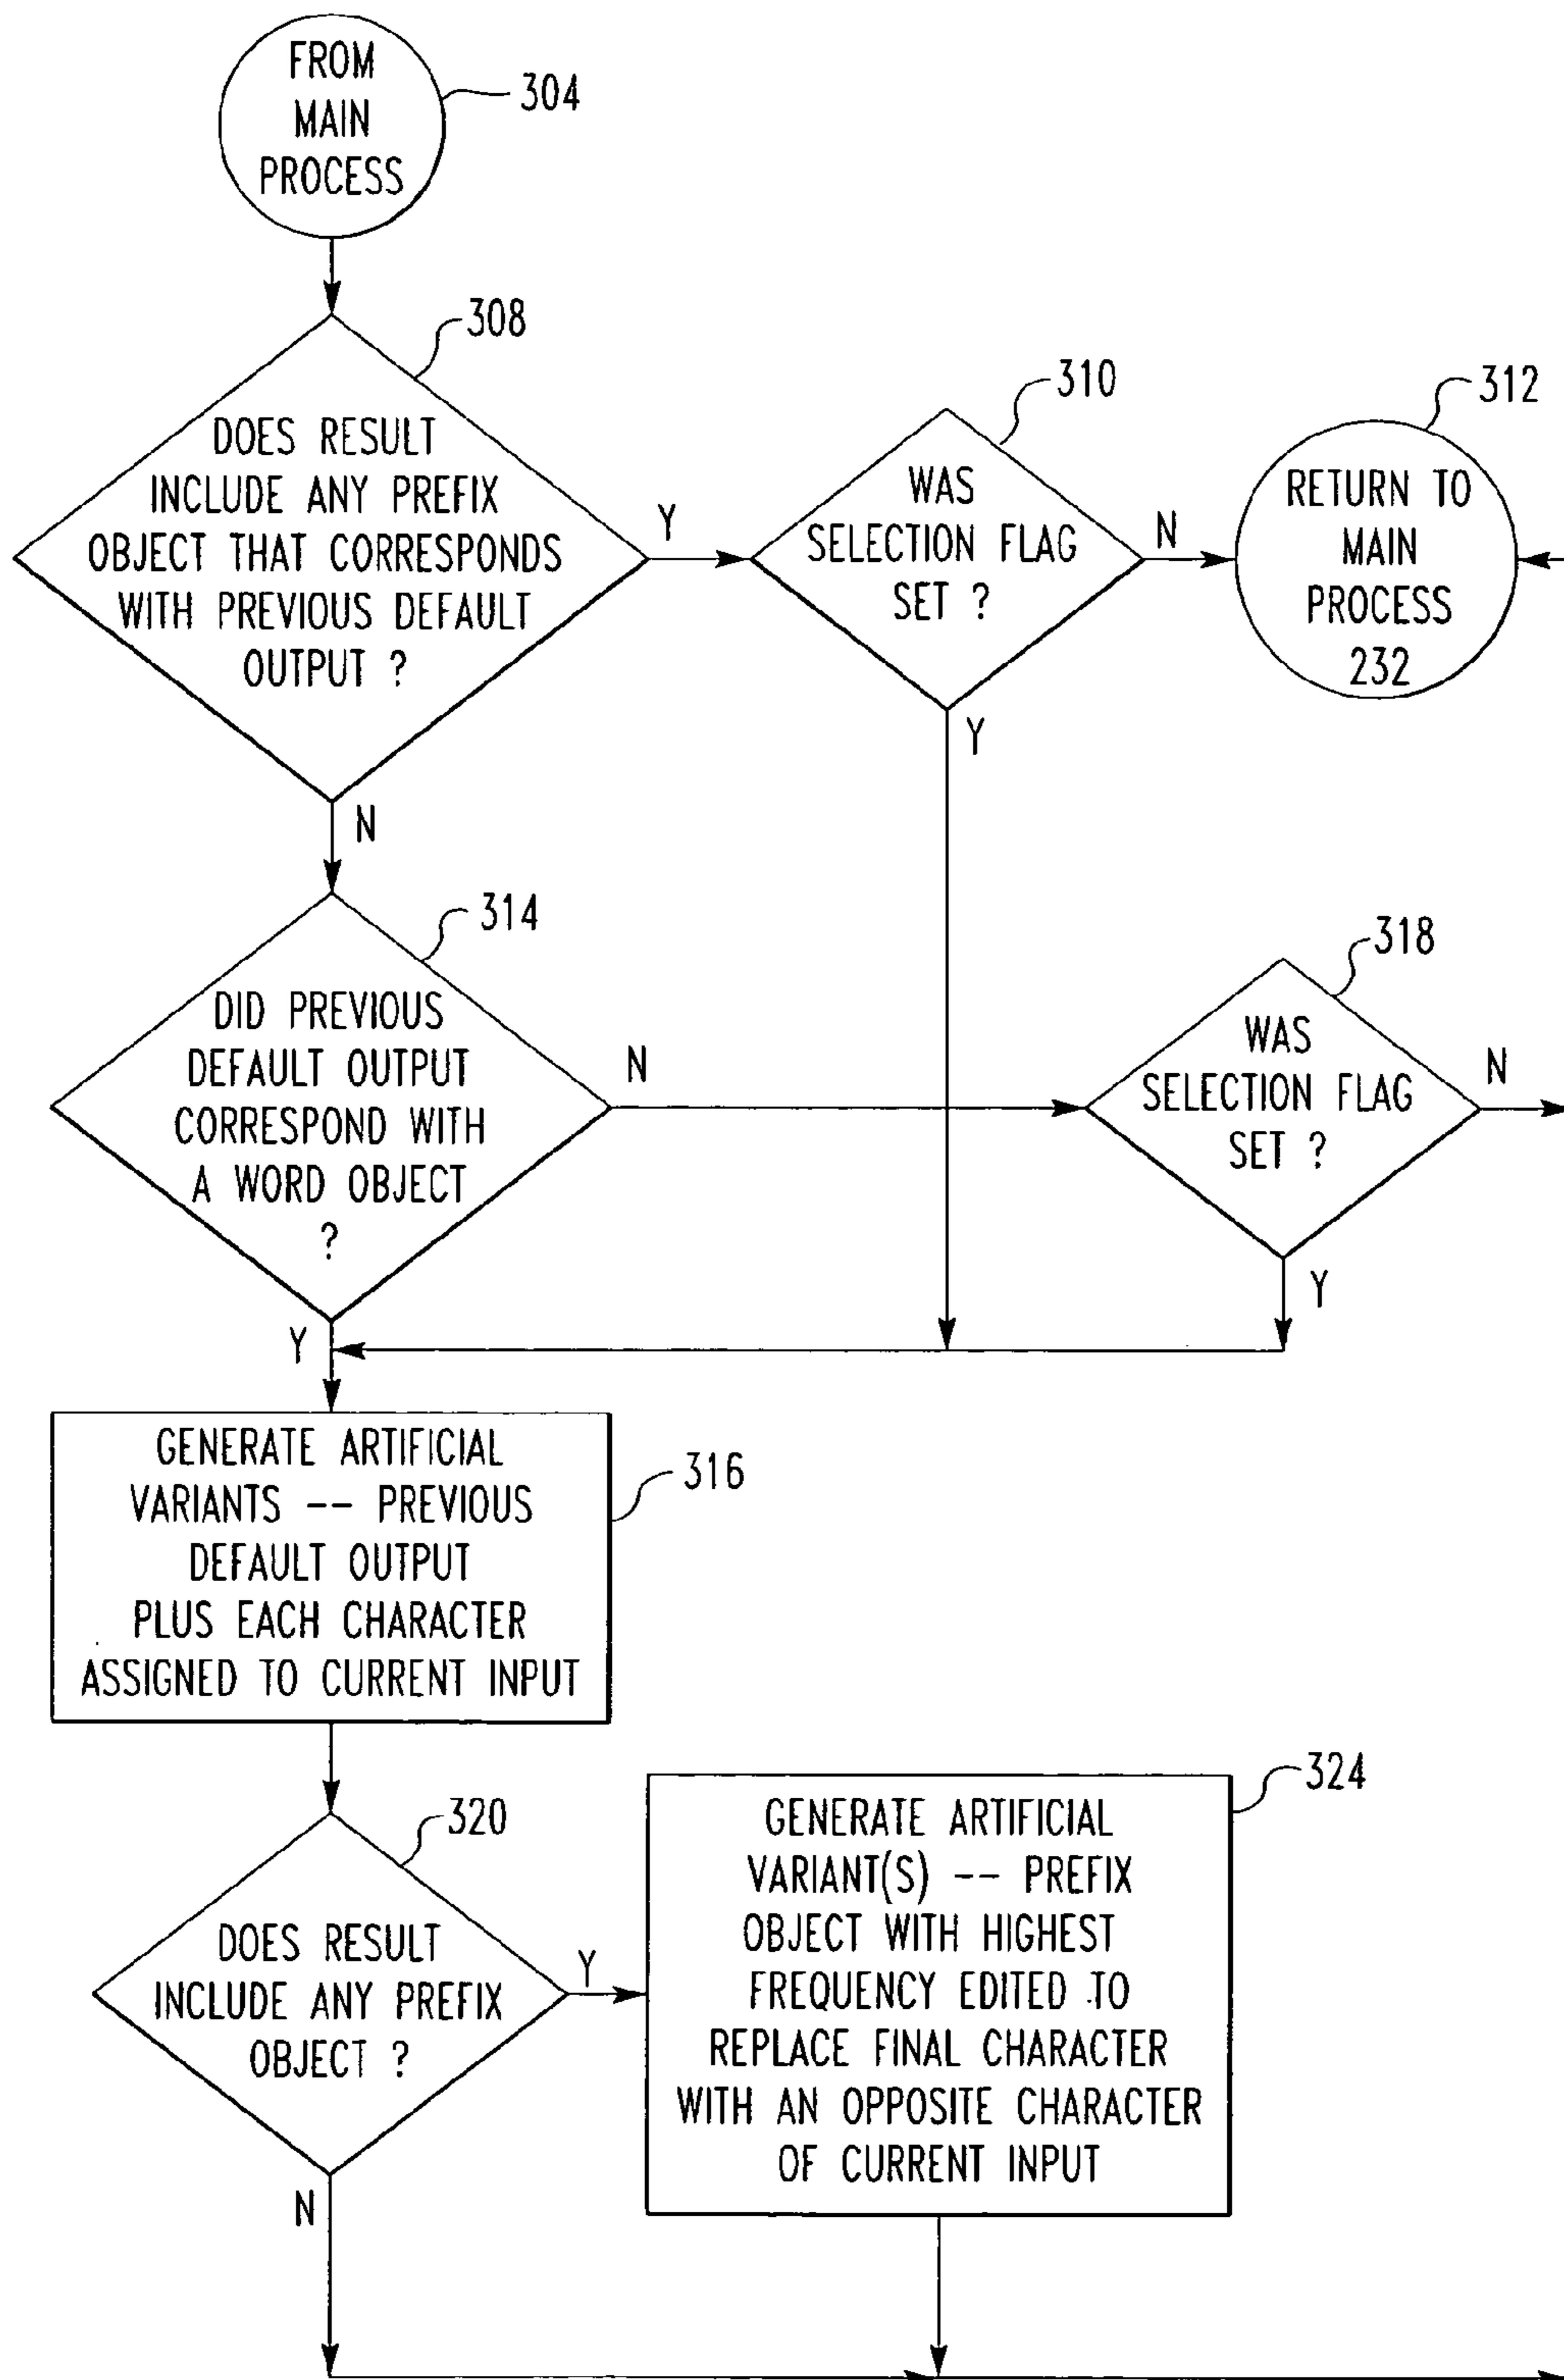 FROM
MAIN
PROCESS
304
308
DOES RESULT
INCLUDE ANY PREFIX
OBJECT THAT CORRESPONDS
WITH PREVIOUS DEFAULT
OUTPUT ?
Y
N
310
WAS
SELECTION FLAG
SET ?
N
Y
312
RETURN TO
MAIN
PROCESS
232
314
DID PREVIOUS
DEFAULT OUTPUT
CORRESPOND WITH
A WORD OBJECT
?
N
Y
318
WAS
SELECTION FLAG
SET ?
N
Y
316
GENERATE ARTIFICIAL
VARIANTS -- PREVIOUS
DEFAULT OUTPUT
PLUS EACH CHARACTER
ASSIGNED TO CURRENT INPUT
320
DOES RESULT
INCLUDE ANY PREFIX
OBJECT ?
Y
N
324
GENERATE ARTIFICIAL
VARIANT(S) -- PREFIX
OBJECT WITH HIGHEST
FREQUENCY EDITED TO
REPLACE FINAL CHARACTER
WITH AN OPPOSITE CHARACTER
OF CURRENT INPUT